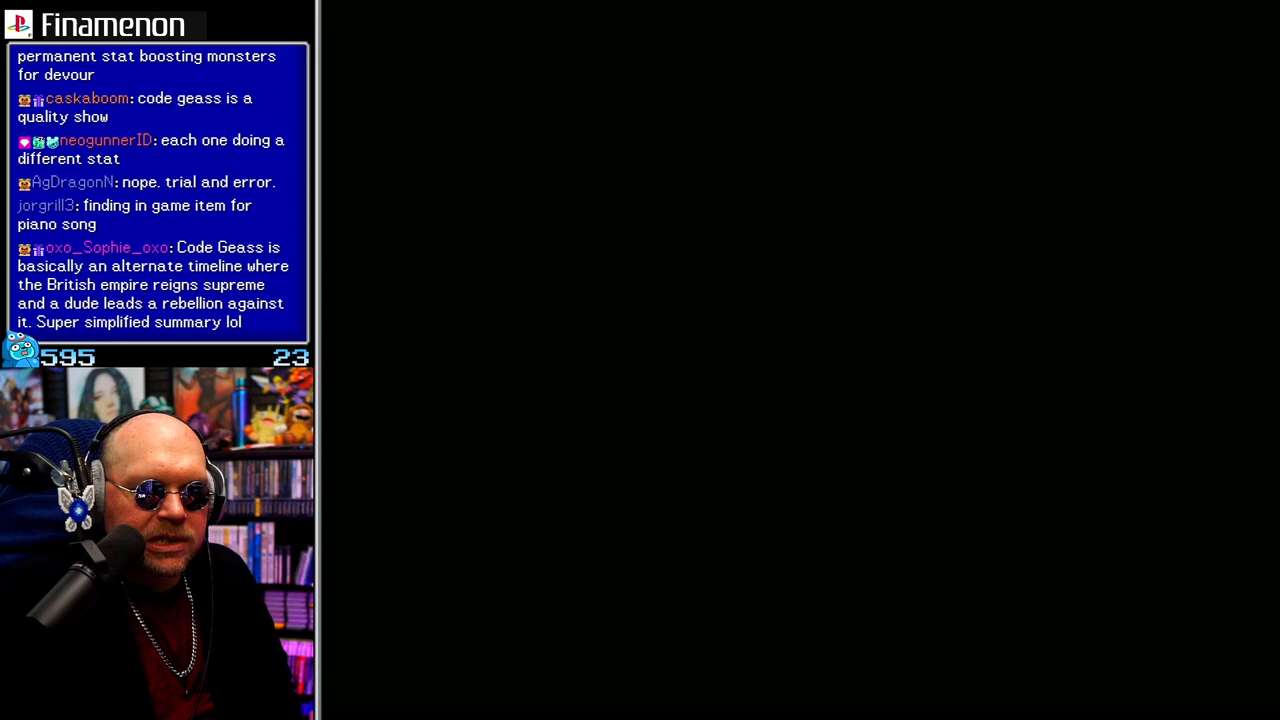 Finamenon
permanent stat boosting monsters
for devour
caskaboom: code geass is a
quality show
neogunnerID: each one doing a
different stat
AgDragonN: nope. trial and error.
jorgrill3: finding in game item for
piano song
oxo_Sophie_oxo: Code Geass is
basically an alternate timeline where
the British empire reigns supreme
and a dude leads a rebellion against
it. Super simplified summary lol
595 23